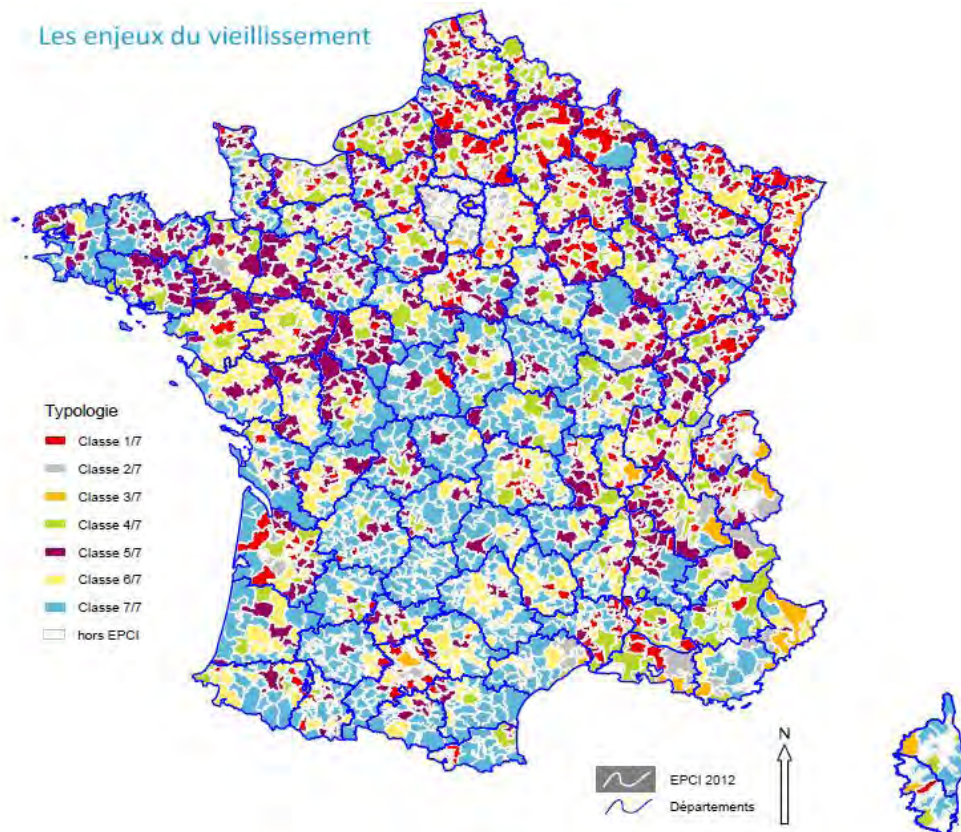 Les enjeux du vieillissement
Typologie
Classe 1/7
Classe 2/7
Classe 3/7
Classe 4/7
Classe 5/7
Classe 6/7
Classe 7/7
hors EPCI
N
EPCI 2012
Départements